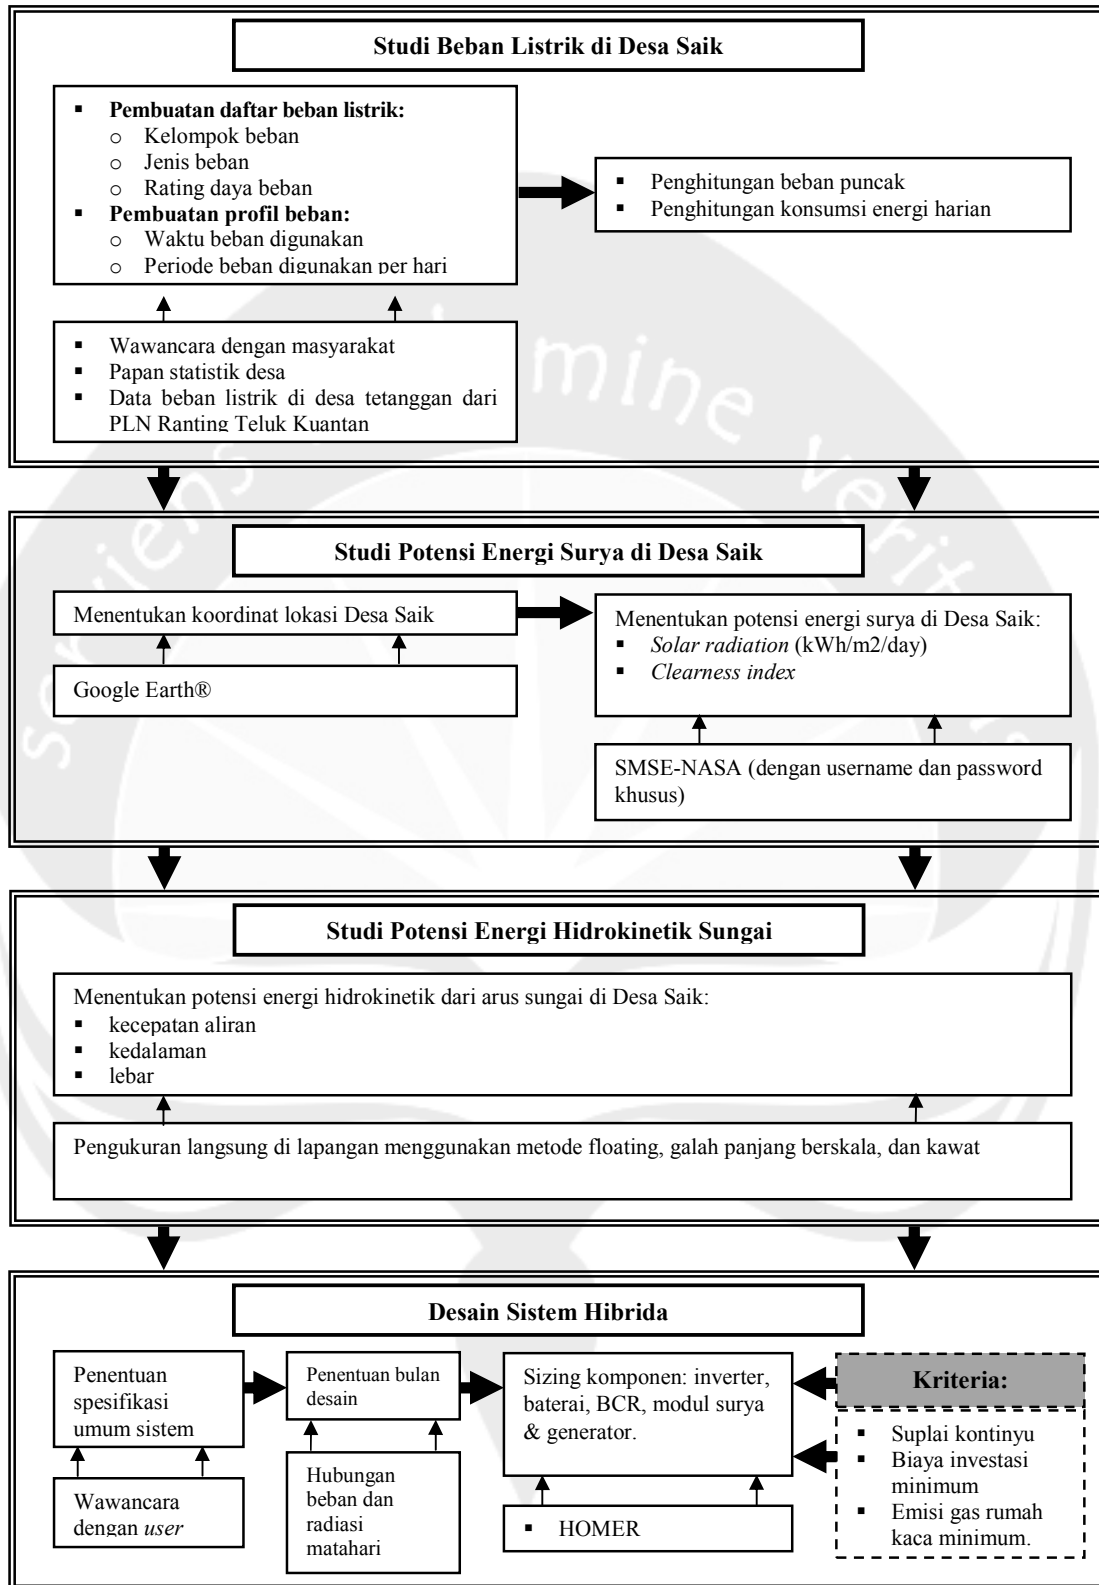 Studi Beban Listrik di Desa Saik
▪ Pembuatan daftar beban listrik:
o Kelompok beban
o Jenis beban
o Rating daya beban
▪ Pembuatan profil beban:
o Waktu beban digunakan
o Periode beban digunakan per hari
▪ Penghitungan beban puncak
▪ Penghitungan konsumsi energi harian
▪ Wawancara dengan masyarakat
▪ Papan statistik desa
▪ Data beban listrik di desa tetanggan dari
PLN Ranting Teluk Kuantan
Studi Potensi Energi Surya di Desa Saik
Menentukan koordinat lokasi Desa Saik
Google Earth®
Menentukan potensi energi surya di Desa Saik:
▪ Solar radiation (kWh/m2/day)
▪ Clearness index
SMSE-NASA (dengan username dan password
khusus)
Studi Potensi Energi Hidrokinetik Sungai
Menentukan potensi energi hidrokinetik dari arus sungai di Desa Saik:
▪ kecepatan aliran
▪ kedalaman
▪ lebar
Pengukuran langsung di lapangan menggunakan metode floating, galah panjang berskala, dan kawat
Desain Sistem Hibrida
Penentuan
spesifikasi
umum sistem
Wawancara
dengan user
Penentuan bulan
desain
Hubungan
beban dan
radiasi
matahari
Sizing komponen: inverter,
baterai, BCR, modul surya
& generator.
▪ HOMER
Kriteria:
▪ Suplai kontinyu
▪ Biaya investasi
minimum
▪ Emisi gas rumah
kaca minimum.